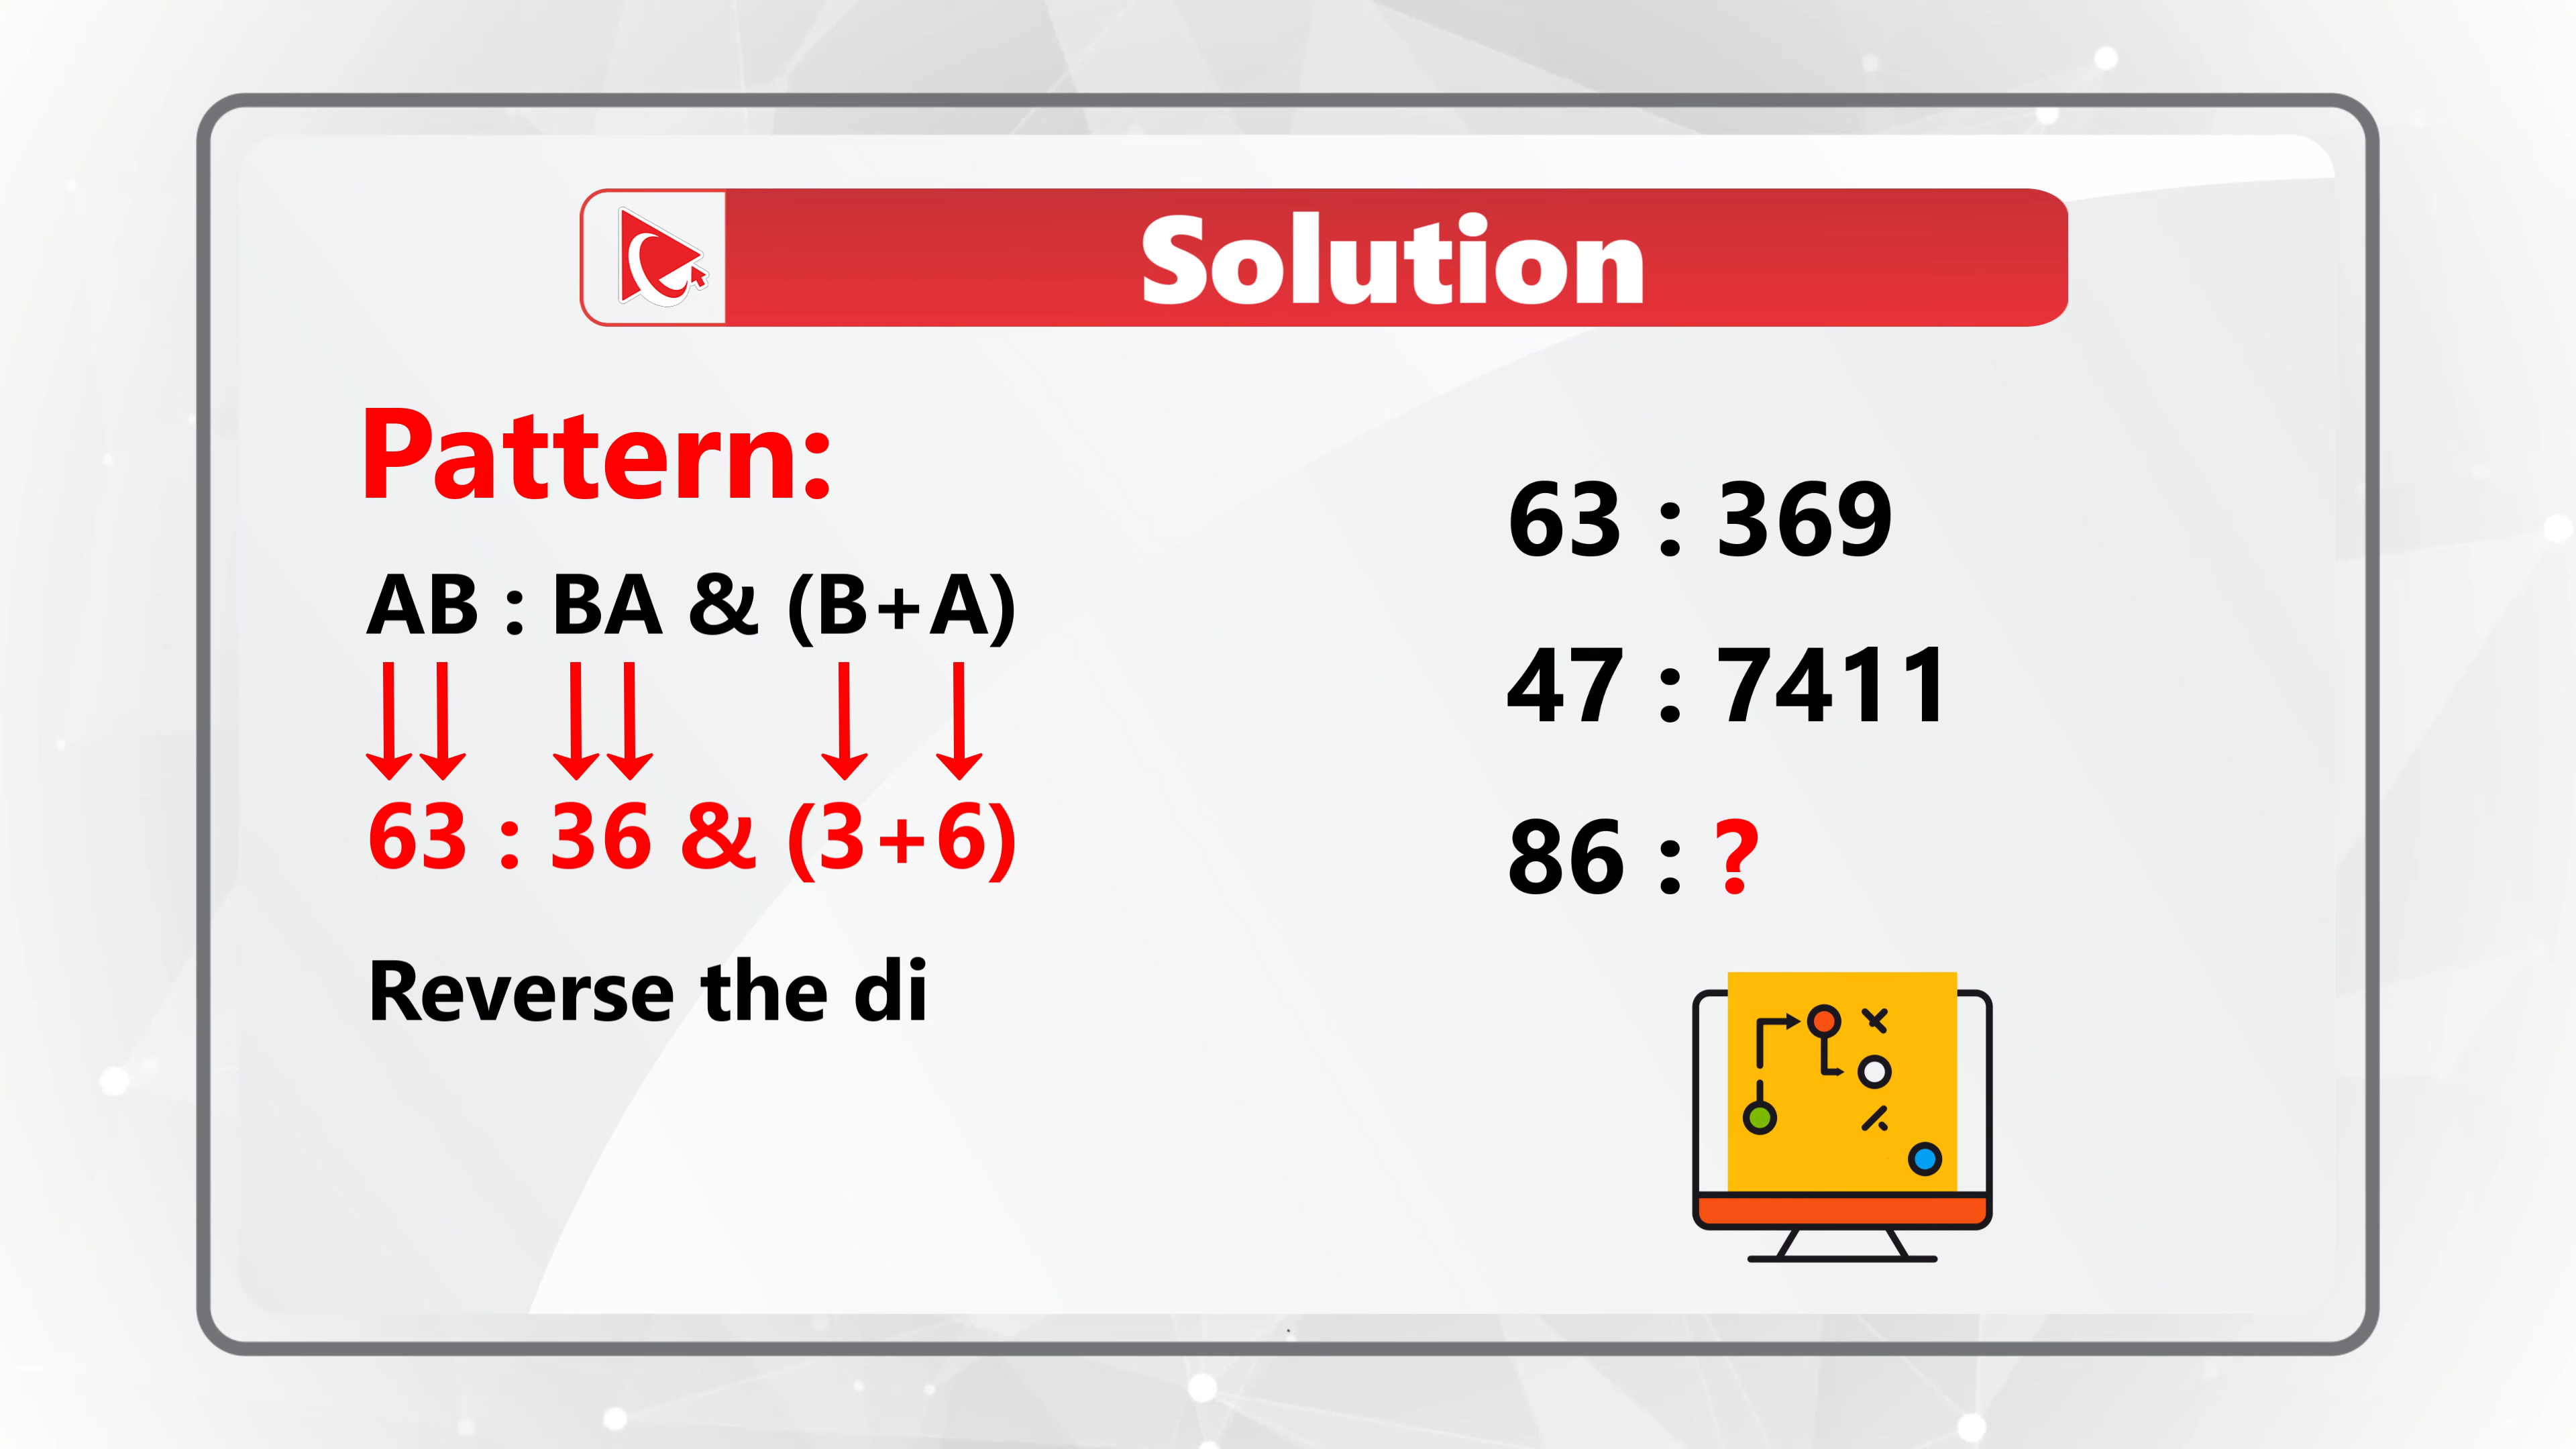 Solution
Pattern:
AB : BA & (B+A)
63 : 36 & (3+6)
Reverse the di
63 : 369
47 : 7411
86 : ?